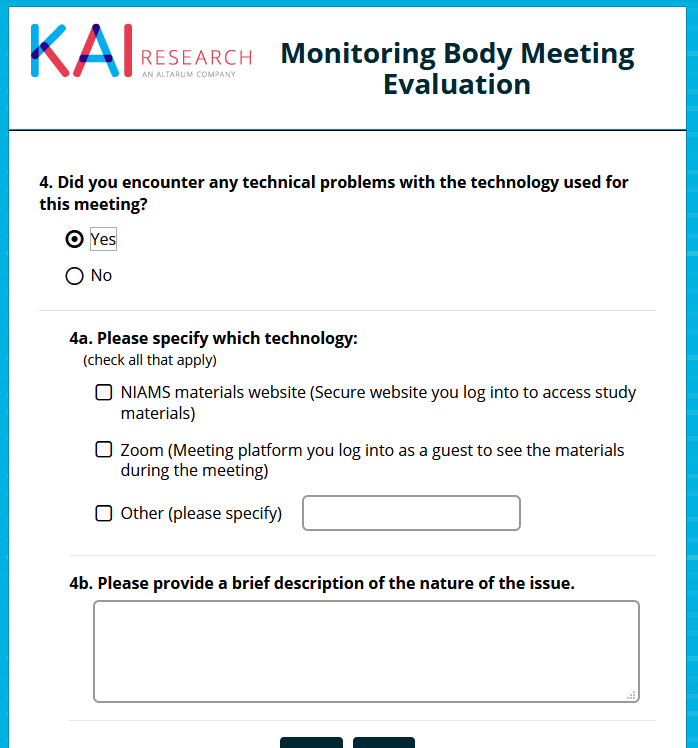 KAI RESEARCH
AN ALTARUM COMPANY
Monitoring Body Meeting
Evaluation
4. Did you encounter any technical problems with the technology used for
this meeting?
Yes
No
4a. Please specify which technology:
(check all that apply)
NIAMS materials website (Secure website you log into to access study
materials)
Zoom (Meeting platform you log into as a guest to see the materials
during the meeting)
Other (please specify)
4b. Please provide a brief description of the nature of the issue.